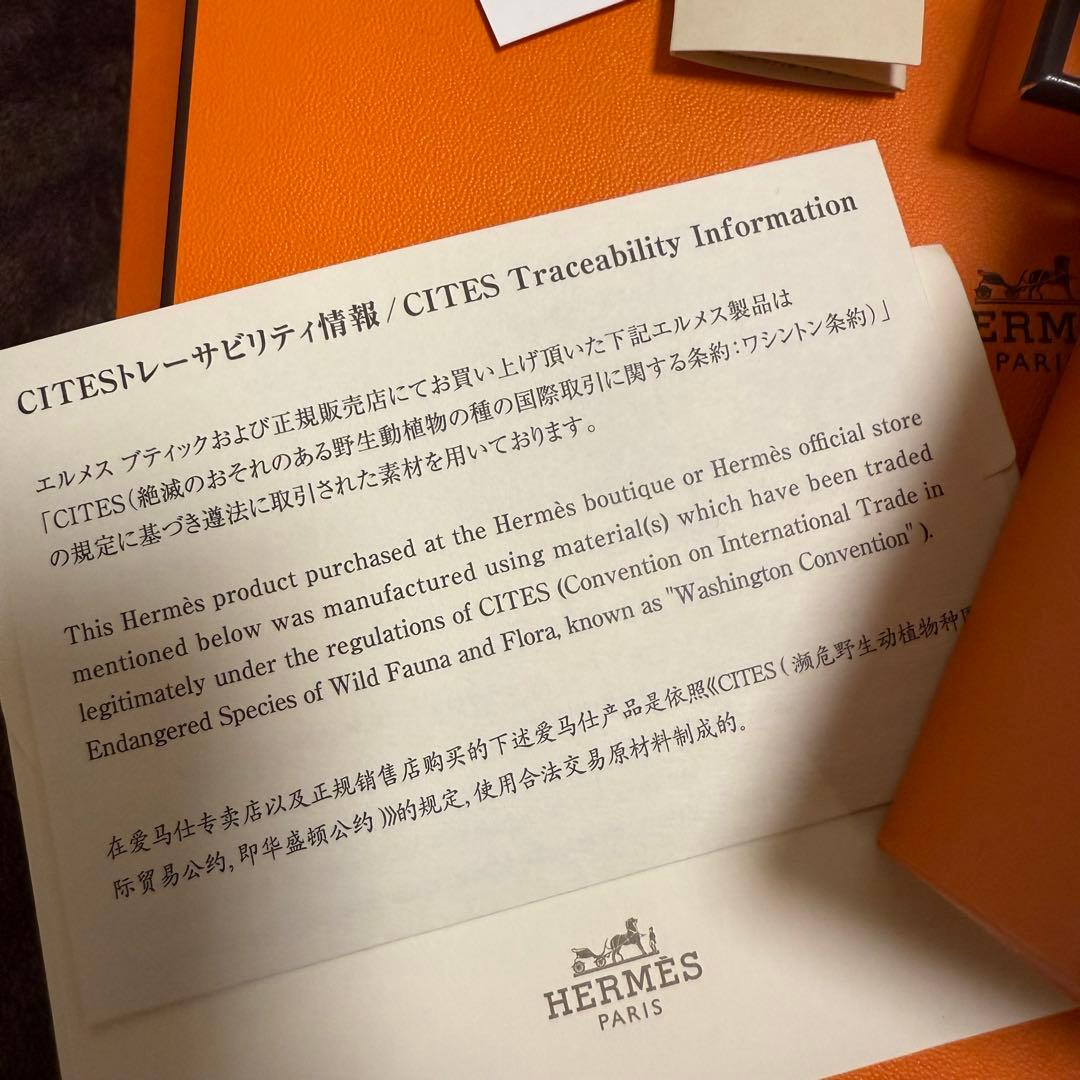 CITESトレーサビリティ情報 / CITES Traceability Information
エルメス ブティックおよび正規販売店にてお買い上げ頂いた下記エルメス製品は
「CITES(絶滅のおそれのある野生動植物の種の国際取引に関する条約:ワシントン条約)」
の規定に基づき遵法に取引された素材を用いております。
This Hermès product purchased at the Hermès boutique or Hermès official store
mentioned below was manufactured using material(s) which have been traded
legitimately under the regulations of CITES (Convention on International Trade in
Endangered Species of Wild Fauna and Flora, known as "Washington Convention" ).
在爱马仕专卖店以及正规销售店购买的下述爱马仕产品是依照《CITES ( 濒危野生动植物种
际贸易公约, 即华盛顿公约 )》的规定, 使用合法交易原材料制成的。
HERMÈS
PARIS
ERM
PARI